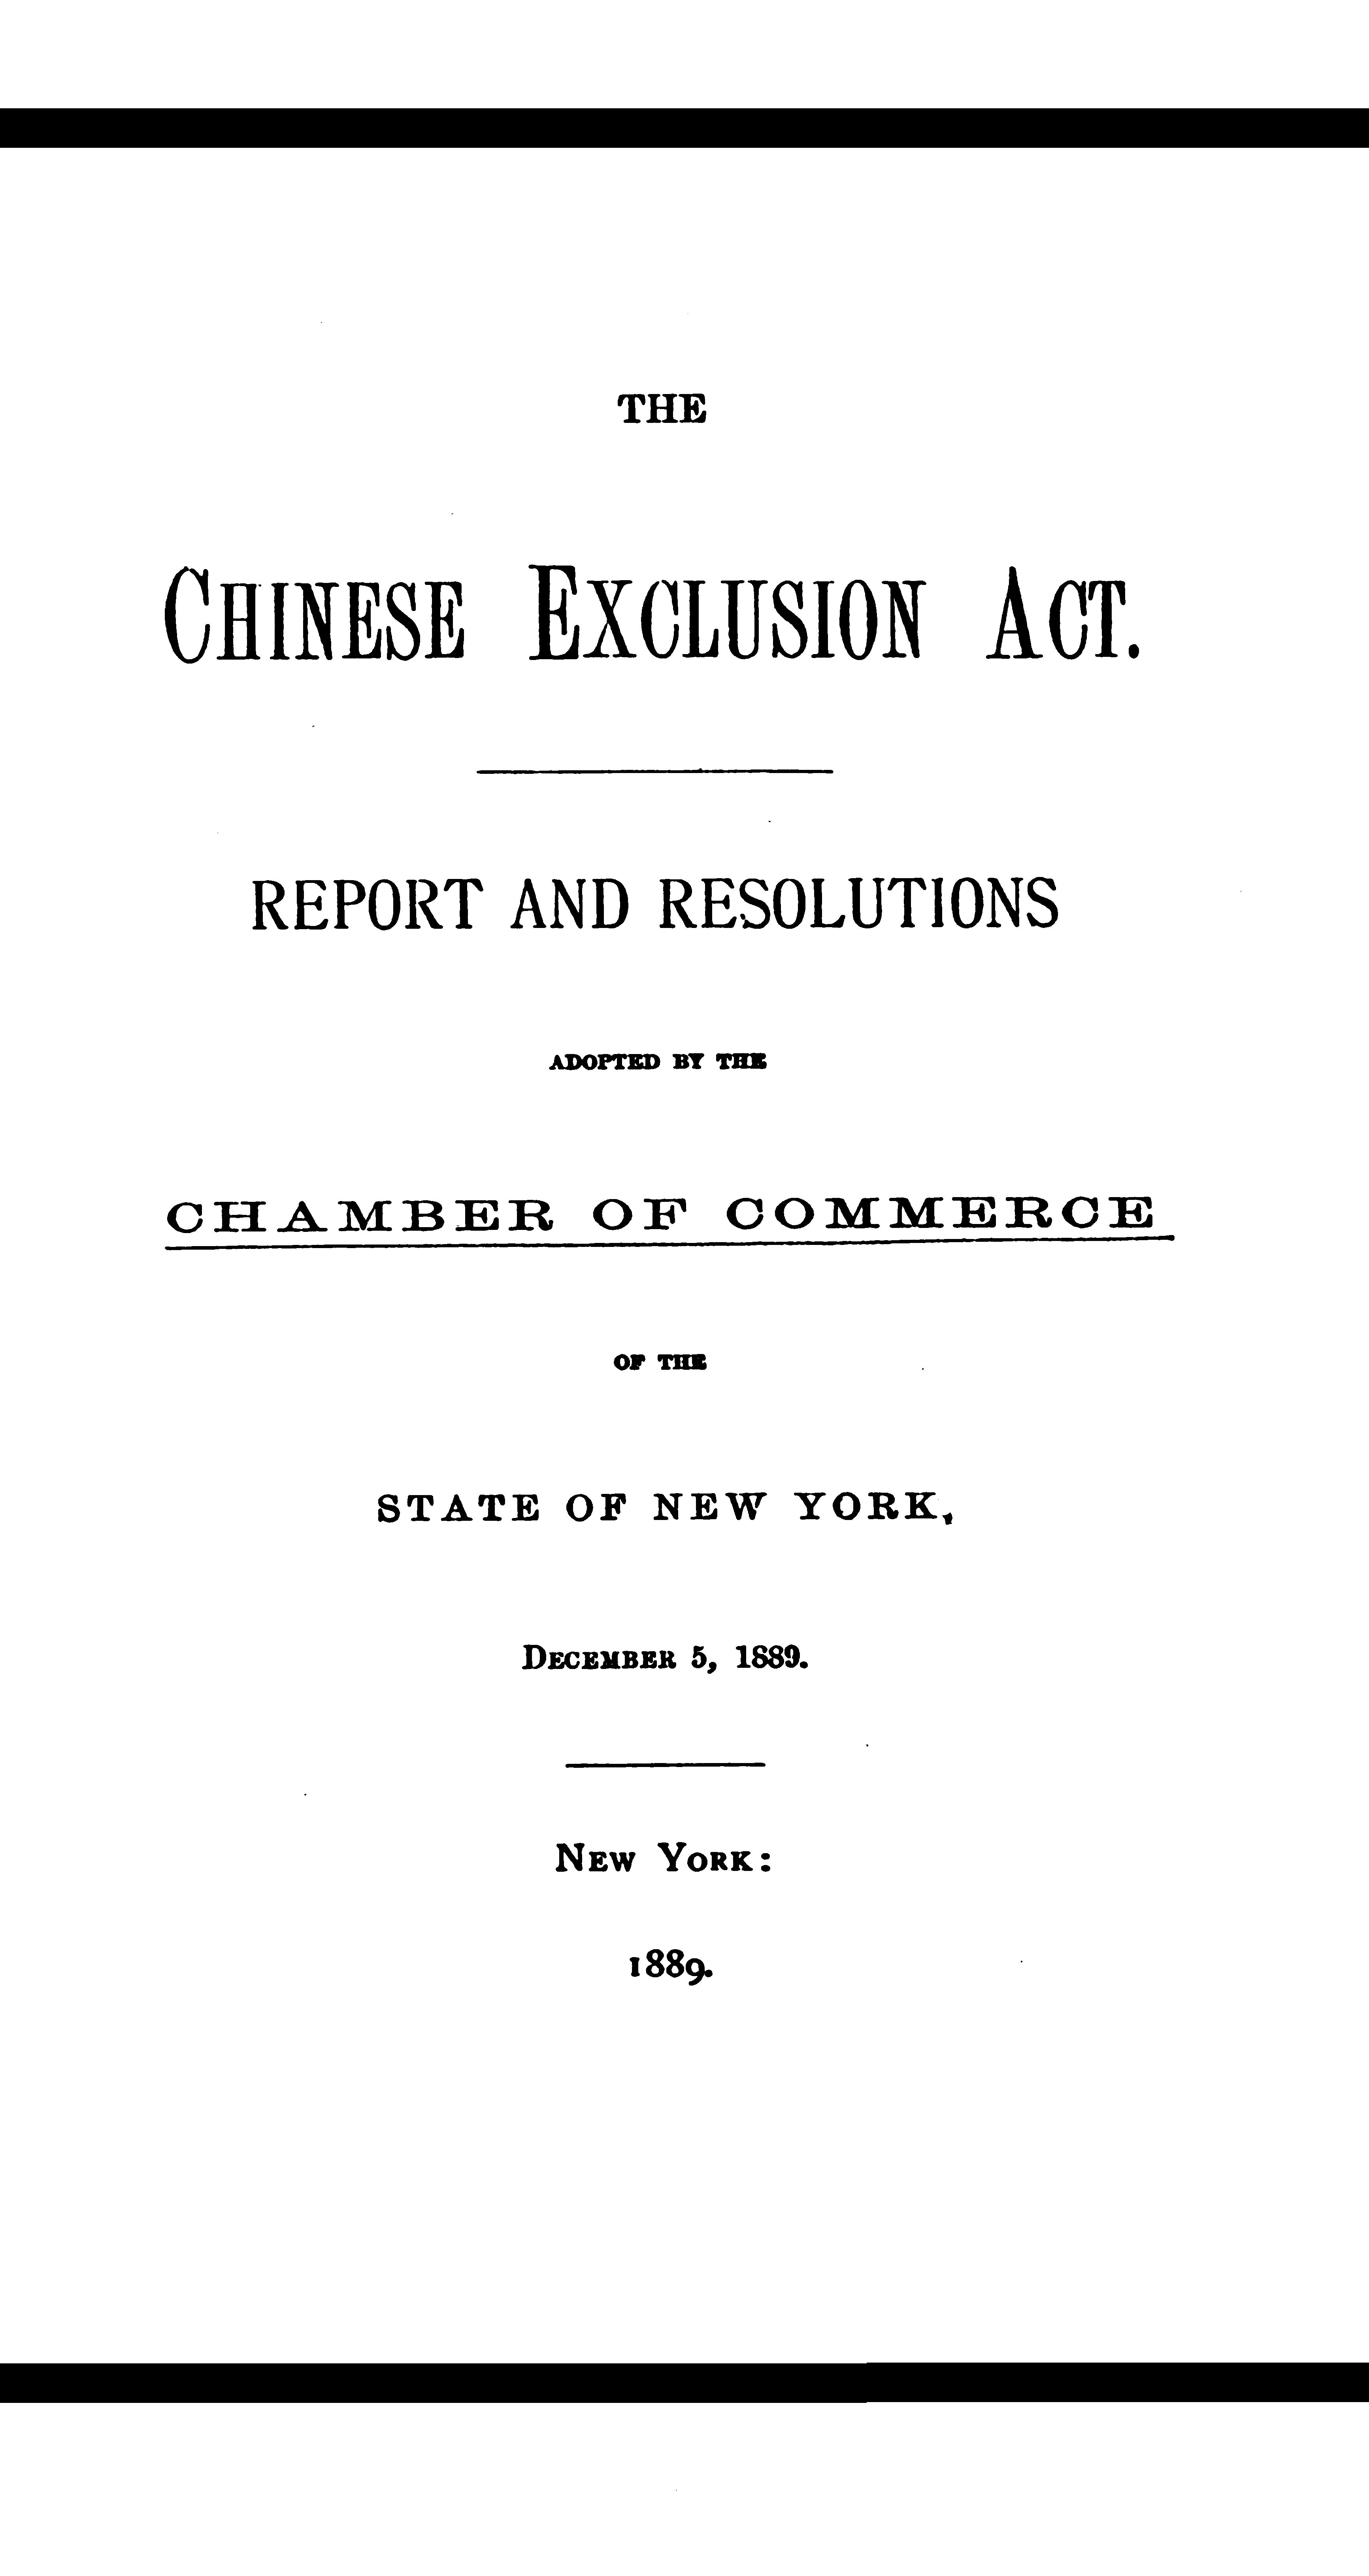 THE
CHINESE EXCLUSION ACT.
REPORT AND RESOLUTIONS
ADOPTED BY THE
CHAMBER OF COMMERCE
OF THE
STATE OF NEW YORK,
DECEMBER 5, 1889.
NEW YORK:
1889.